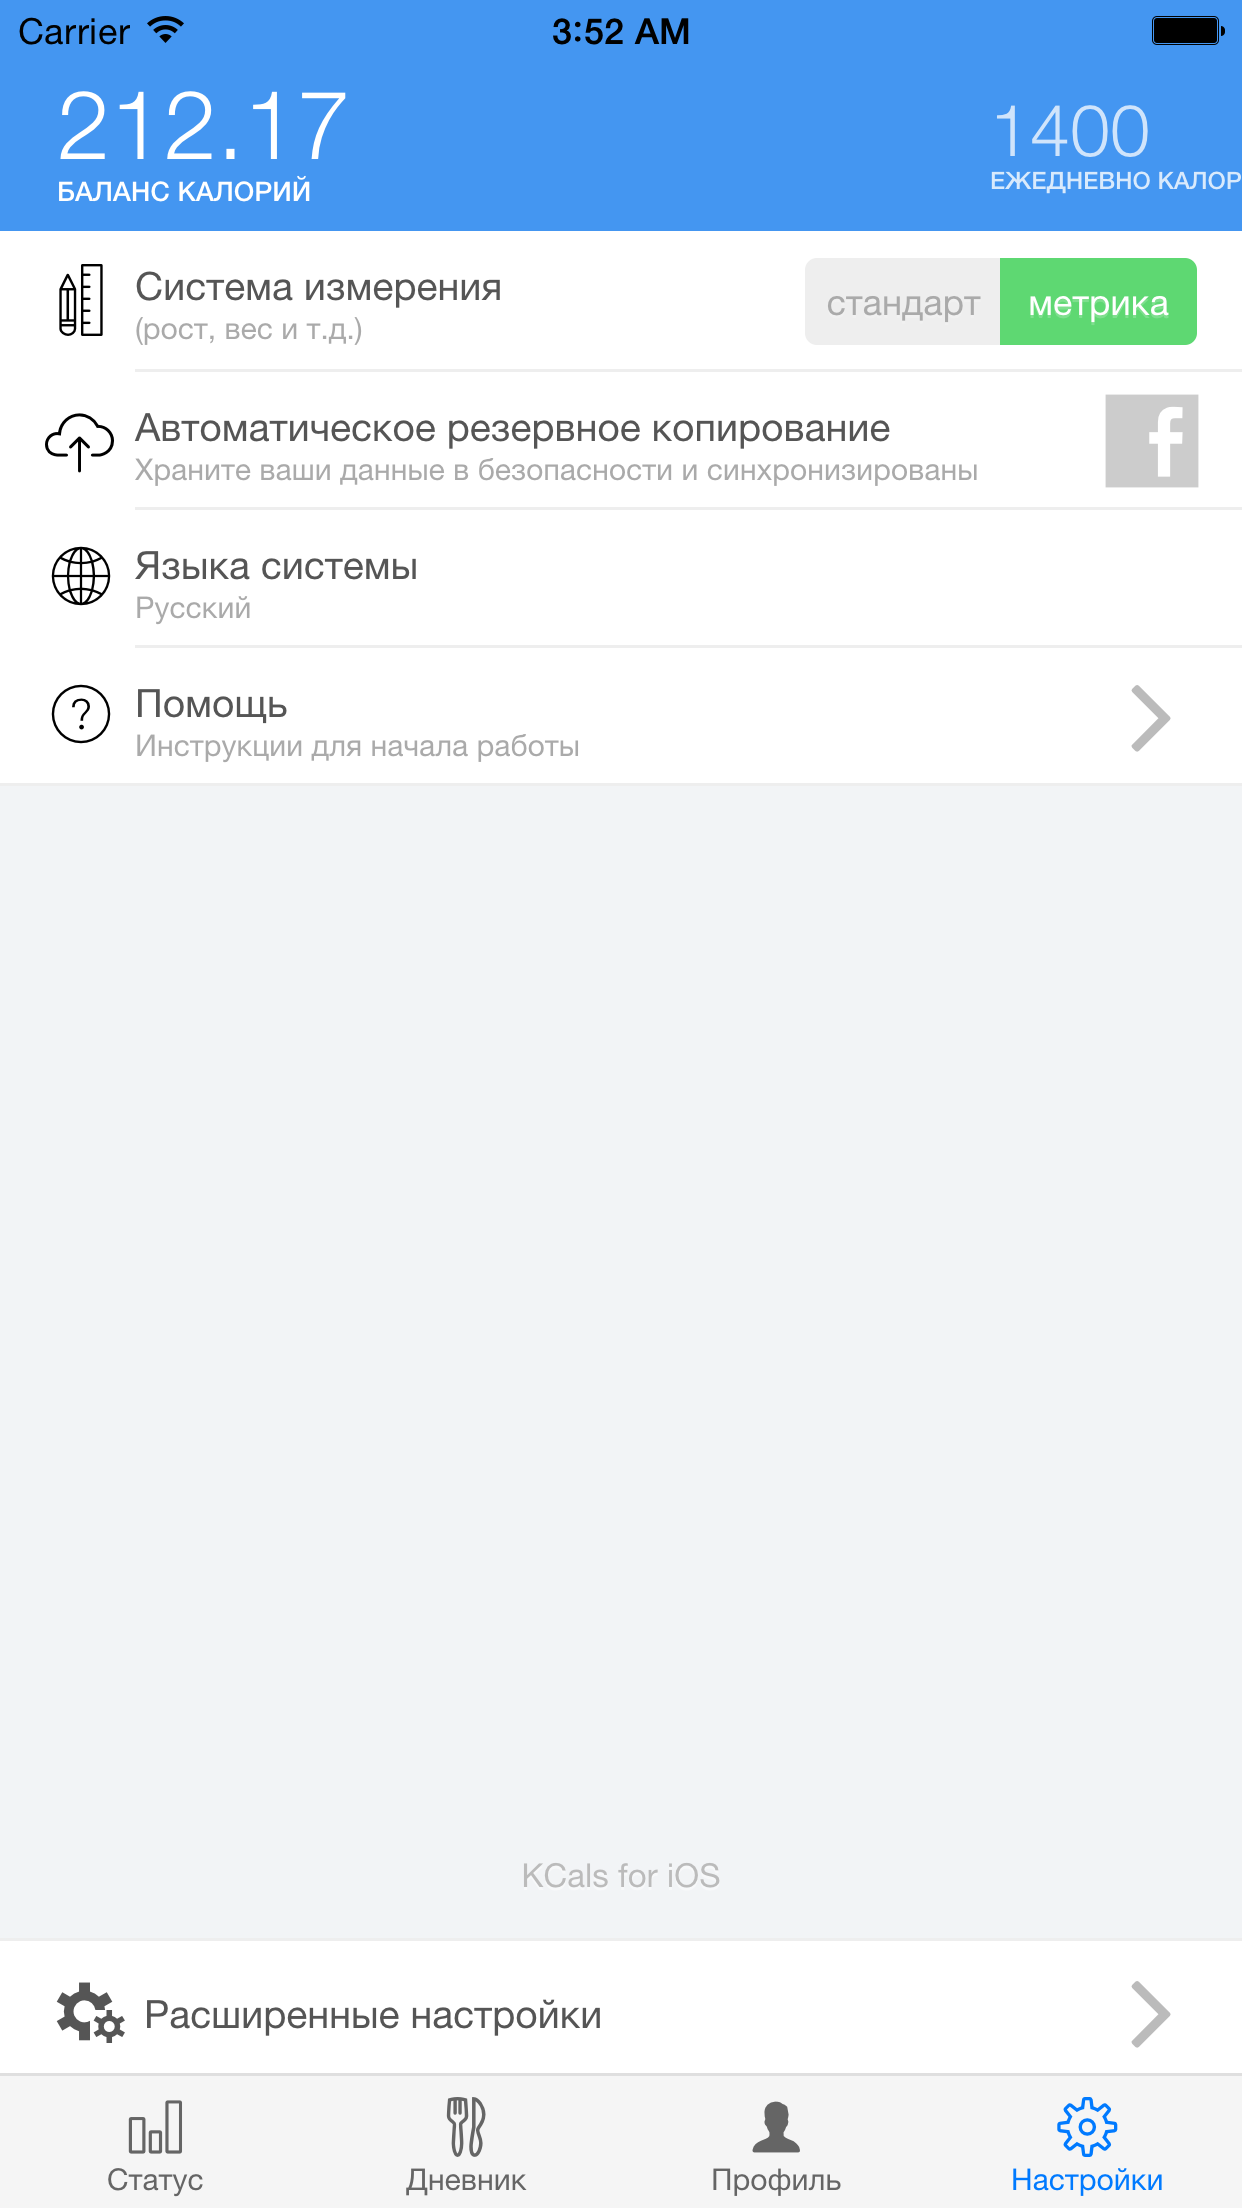 Carrier 3:52 AM
212.17
БАЛАНС КАЛОРИЙ
1400
ЕЖЕДНЕВНО КАЛОР
Система измерения
(рост, вес и т.д.)
стандарт метрика
Автоматическое резервное копирование
Храните ваши данные в безопасности и синхронизированы
Языка системы
Русский
Помощь
Инструкции для начала работы
KCals for iOS
Расширенные настройки
Статус Дневник Профиль Настройки